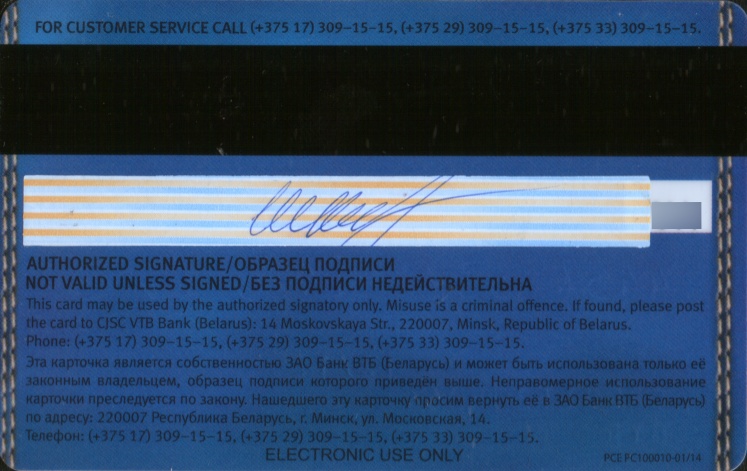 FOR CUSTOMER SERVICE CALL (+375 17) 309–15–15, (+375 29) 309–15–15, (+375 33) 309–15–15.
AUTHORIZED SIGNATURE/ОБРАЗЕЦ ПОДПИСИ
NOT VALID UNLESS SIGNED/БЕЗ ПОДПИСИ НЕДЕЙСТВИТЕЛЬНА
This card may be used by the authorized signatory only. Misuse is a criminal offence. If found, please post
the card to CJSC VTB Bank (Belarus): 14 Moskovskaya Str., 220007, Minsk, Republic of Belarus.
Phone: (+375 17) 309–15–15, (+375 29) 309–15–15, (+375 33) 309–15–15.
Эта карточка является собственностью ЗАО Банк ВТБ (Беларусь) и может быть использована только её
законным владельцем, образец подписи которого приведён выше. Неправомерное использование
карточки преследуется по закону. Нашедшего эту карточку просим вернуть её в ЗАО Банк ВТБ (Беларусь)
по адресу: 220007 Республика Беларусь, г. Минск, ул. Московская, 14.
Телефон: (+375 17) 309–15–15, (+375 29) 309–15–15, (+375 33) 309–15–15.
ELECTRONIC USE ONLY
PCE PC100010-01/14